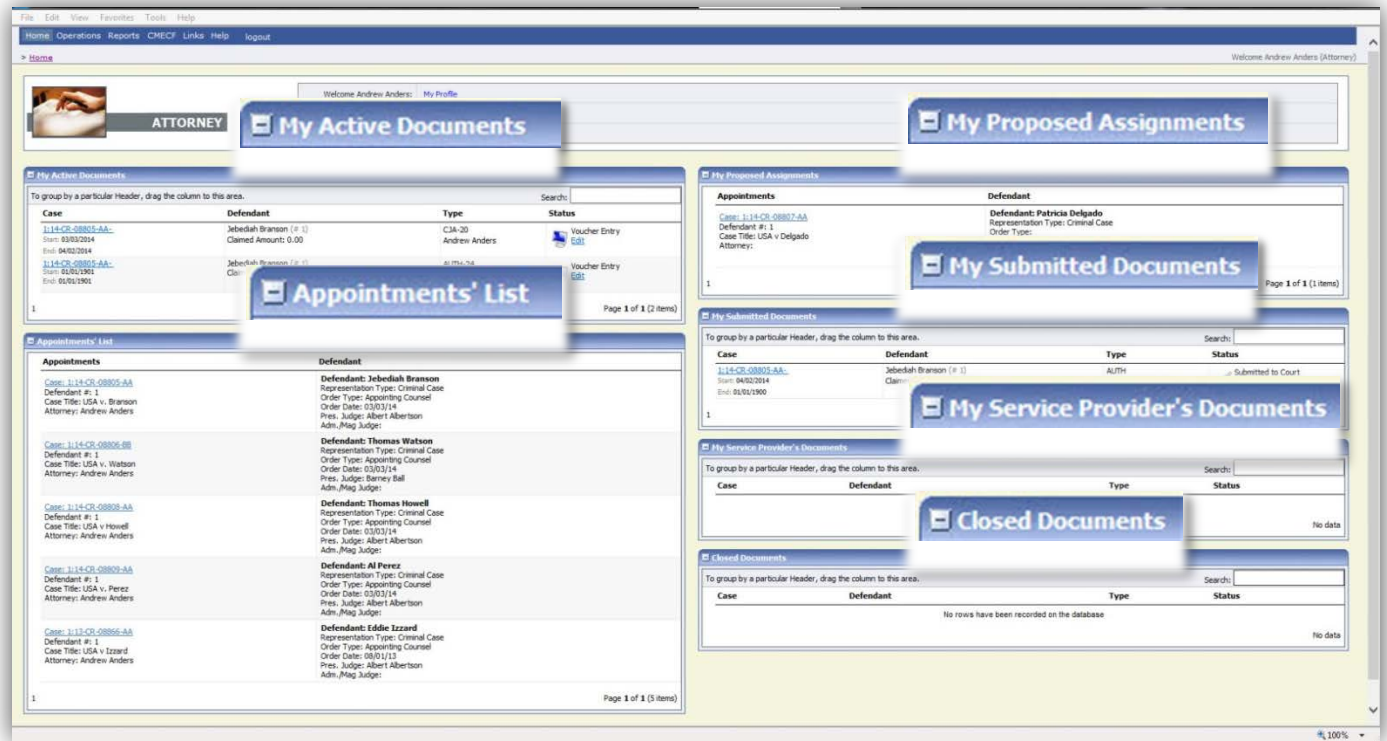 File Edit View Favorites Tools Help
Home Operations Reports CMECF Links Help logout
> Home
Welcome Andrew Anders (Attorney)
ATTORNEY
Welcome Andrew Anders: My Profile
My Active Documents
My Active Documents
To group by a particular Header, drag the column to this area. Search:
Case Defendant Type Status
1:14-CR-08805-AA- Jebediah Branson (# 1) CJA-20 Voucher Entry
Start: 03/03/2014 Claimed Amount: 0.00 Andrew Anders Edit
End: 04/02/2014
1:14-CR-08805-AA- Jebediah Branson (# 1) AUTH-24 Voucher Entry
Start: 01/01/1901 Edit
End: 01/01/1901
1 Page 1 of 1 (2 items)
Appointments' List
Appointments' List
Appointments Defendant
Case: 1:14-CR-08805-AA Defendant: Jebediah Branson
Defendant #: 1 Representation Type: Criminal Case
Case Title: USA v. Branson Order Type: Appointing Counsel
Attorney: Andrew Anders Order Date: 03/03/14
Pres. Judge: Albert Albertson
Adm./Mag Judge:
Case: 1:14-CR-08806-BB Defendant: Thomas Watson
Defendant #: 1 Representation Type: Criminal Case
Case Title: USA v. Watson Order Type: Appointing Counsel
Attorney: Andrew Anders Order Date: 03/03/14
Pres. Judge: Barney Ball
Adm./Mag Judge:
Case: 1:14-CR-08808-AA Defendant: Thomas Howell
Defendant #: 1 Representation Type: Criminal Case
Case Title: USA v Howell Order Type: Appointing Counsel
Attorney: Andrew Anders Order Date: 03/03/14
Pres. Judge: Albert Albertson
Adm./Mag Judge:
Case: 1:14-CR-08809-AA Defendant: Al Perez
Defendant #: 1 Representation Type: Criminal Case
Case Title: USA v. Perez Order Type: Appointing Counsel
Attorney: Andrew Anders Order Date: 03/03/14
Pres. Judge: Albert Albertson
Adm./Mag Judge:
Case: 1:13-CR-08866-AA Defendant: Eddie Izzard
Defendant #: 1 Representation Type: Criminal Case
Case Title: USA v Izzard Order Type: Appointing Counsel
Attorney: Andrew Anders Order Date: 08/01/13
Pres. Judge: Albert Albertson
Adm./Mag Judge:
1 Page 1 of 1 (5 items)
My Proposed Assignments
My Proposed Assignments
Appointments Defendant
Case: 1:14-CR-08807-AA Defendant: Patricia Delgado
Defendant #: 1 Representation Type: Criminal Case
Case Title: USA v Delgado Order Type:
Attorney:
1 Page 1 of 1 (1 items)
My Submitted Documents
My Submitted Documents
To group by a particular Header, drag the column to this area. Search:
Case Defendant Type Status
1:14-CR-08805-AA- Jebediah Branson (# 1) AUTH Submitted to Court
Start: 04/02/2014
End: 01/01/1900
1
My Service Provider's Documents
My Service Provider's Documents
To group by a particular Header, drag the column to this area. Search:
Case Defendant Type Status
No data
Closed Documents
Closed Documents
To group by a particular Header, drag the column to this area. Search:
Case Defendant Type Status
No rows have been recorded on the database
No data
100%